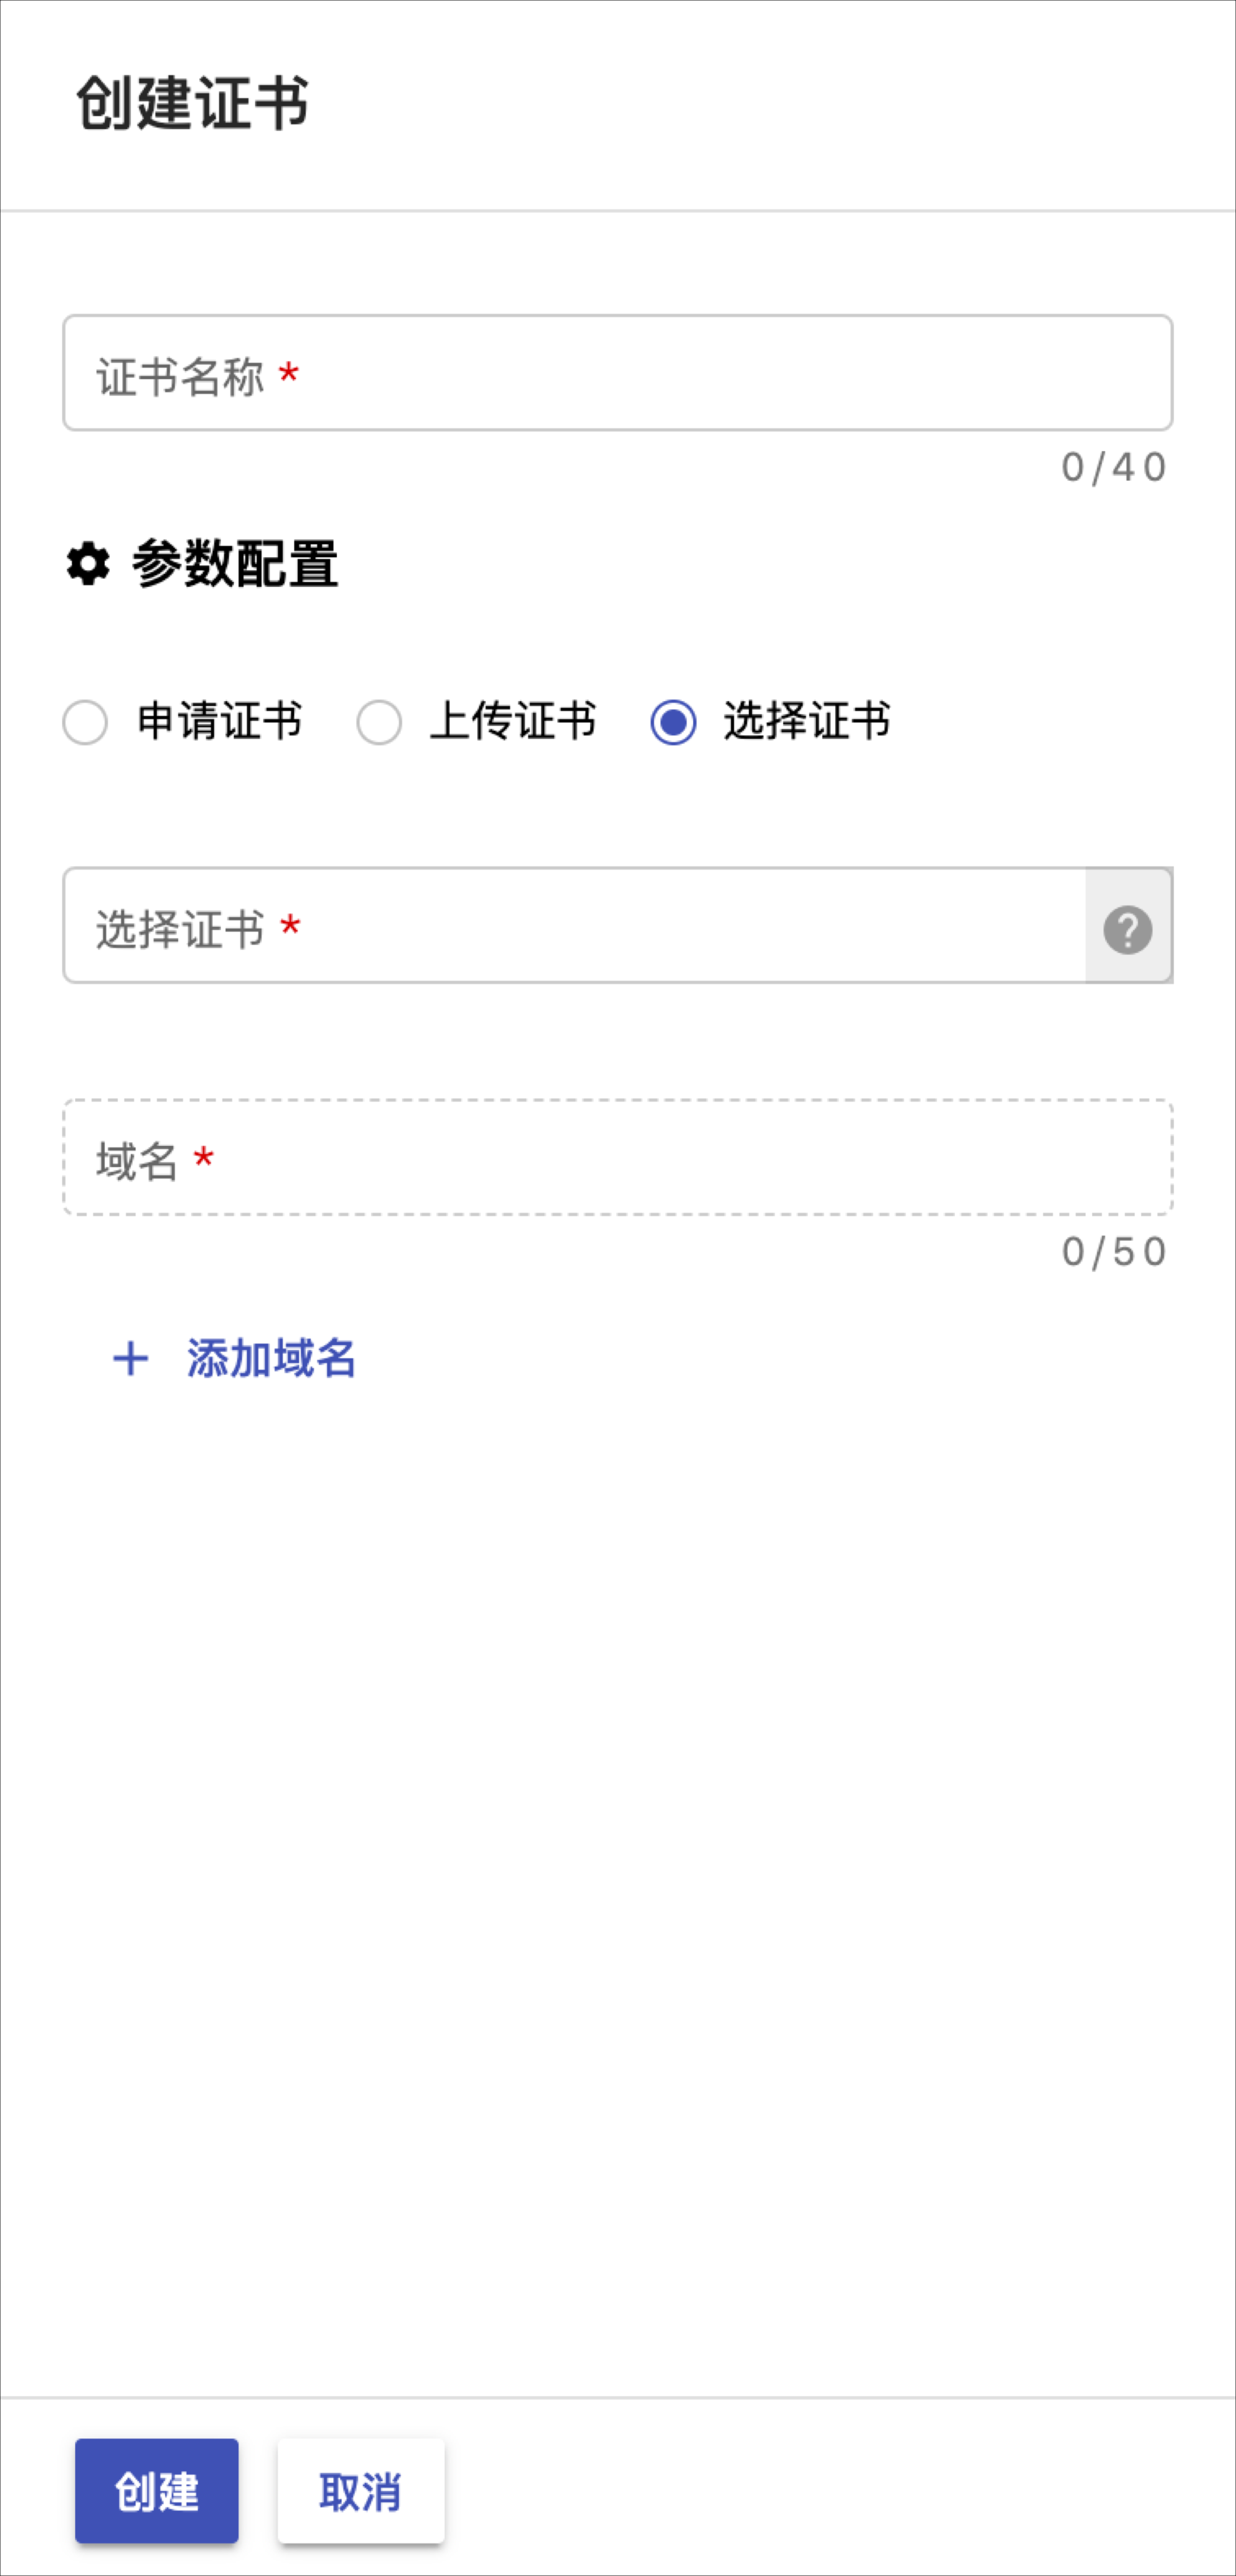 创建证书
证书名称 *
0/40
参数配置
申请证书 上传证书 选择证书
选择证书 *
域名 *
0/50
+ 添加域名
创建 取消